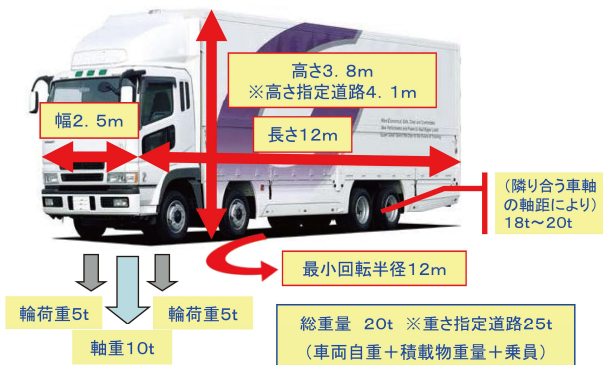 高さ3．8m
※高さ指定道路4．1m
幅2．5m
長さ12m
（隣り合う車軸
の軸距により）
18t～20t
最小回転半径12m
輪荷重5t
輪荷重5t
軸重10t
総重量　20t　※重さ指定道路25t
（車両自重＋積載物重量＋乗員）